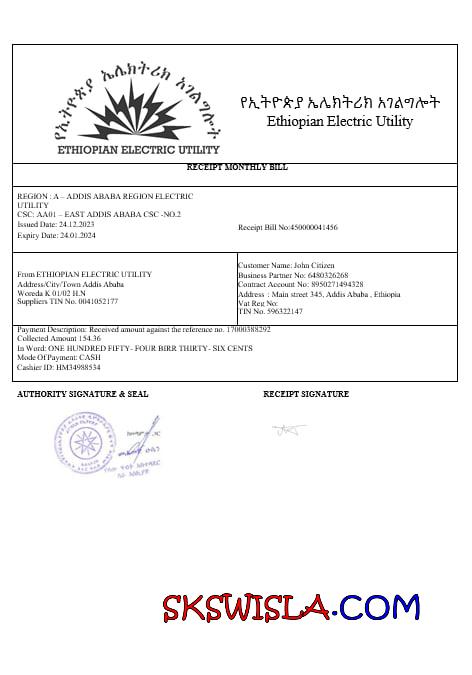 የኢትዮጵያ ኤሌክትሪክ አገልግሎት
ETHIOPIAN ELECTRIC UTILITY
የኢትዮጵያ ኤሌክትሪክ አገልግሎት
Ethiopian Electric Utility
RECEIPT MONTHLY BILL
REGION : A – ADDIS ABABA REGION ELECTRIC
UTILITY
CSC: AA01 – EAST ADDIS ABABA CSC -NO.2
Issued Date: 24.12.2023
Expiry Date: 24.01.2024
Receipt Bill No:450000041456
From ETHIOPIAN ELECTRIC UTILITY
Address/City/Town Addis Ababa
Woreda K 01/02 H.N
Suppliers TIN No. 0041052177
Customer Name: John Citizen
Business Partner No: 6480326268
Contract Account No: 8950271494328
Address : Main street 345, Addis Ababa , Ethiopia
Vat Reg No:
TIN No. 596322147
Payment Description: Received amount against the reference no. 17000388292
Collected Amount 154.36
In Word: ONE HUNDRED FIFTY- FOUR BIRR THIRTY- SIX CENTS
Mode Of Payment: CASH
Cashier ID: HM34988534
AUTHORITY SIGNATURE & SEAL
RECEIPT SIGNATURE
SKSWISLA.COM